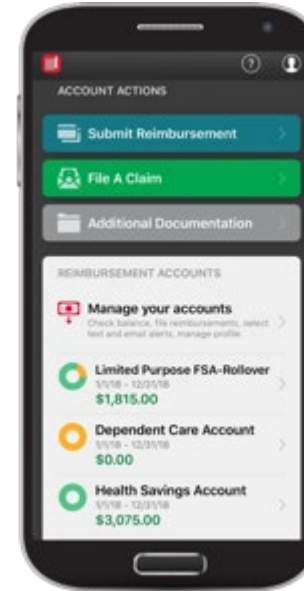 ACCOUNT ACTIONS
Submit Reimbursement
File A Claim
Additional Documentation
REIMBURSEMENT ACCOUNTS
Manage your accounts
Check balance, file reimbursements, select
text and email alerts, manage profile.
Limited Purpose FSA-Rollover
1/1/18 - 12/31/18
$1,815.00
Dependent Care Account
1/1/18 - 12/31/18
$0.00
Health Savings Account
1/1/18 - 12/31/18
$3,075.00